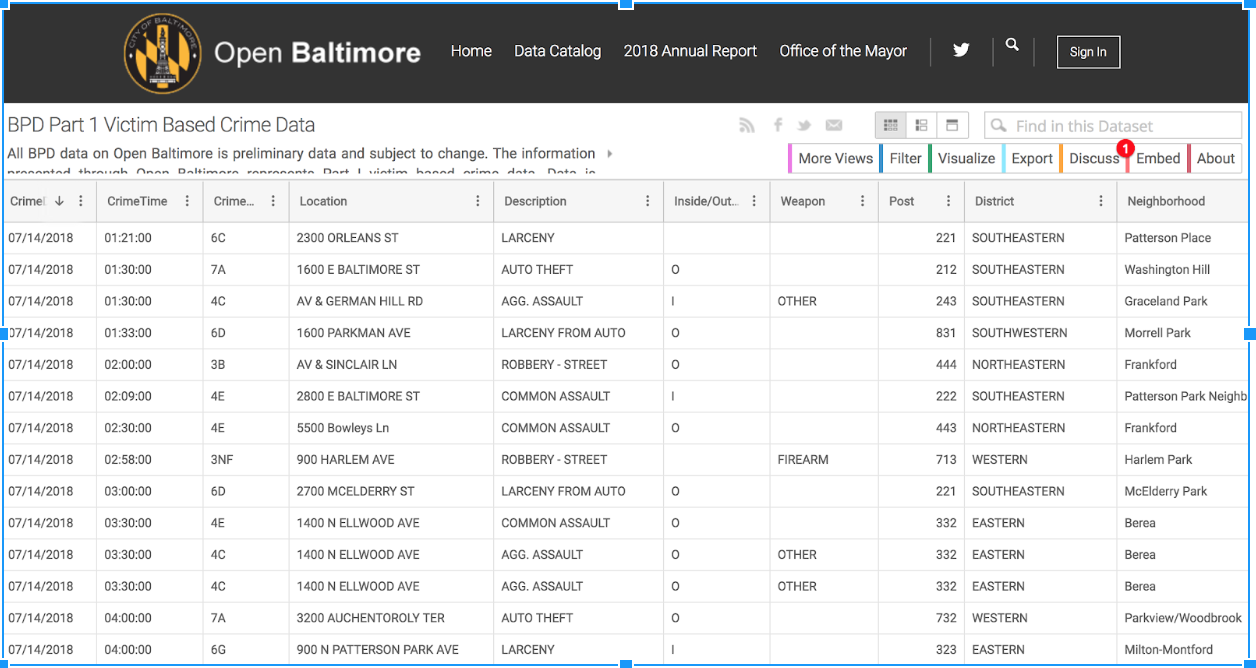 CITY OF BALTIMORE
Open Baltimore Home Data Catalog 2018 Annual Report Office of the Mayor Sign In
BPD Part 1 Victim Based Crime Data Find in this Dataset
All BPD data on Open Baltimore is preliminary data and subject to change. The information
presented through Open Baltimore represents Part I victim based crime data. Data is
More Views Filter Visualize Export Discuss 1 Embed About
Crime CrimeTime Crime... Location Description Inside/Out... Weapon Post District Neighborhood
07/14/2018 01:21:00 6C 2300 ORLEANS ST LARCENY 221 SOUTHEASTERN Patterson Place
07/14/2018 01:30:00 7A 1600 E BALTIMORE ST AUTO THEFT O 212 SOUTHEASTERN Washington Hill
07/14/2018 01:30:00 4C AV & GERMAN HILL RD AGG. ASSAULT I OTHER 243 SOUTHEASTERN Graceland Park
07/14/2018 01:33:00 6D 1600 PARKMAN AVE LARCENY FROM AUTO O 831 SOUTHWESTERN Morrell Park
07/14/2018 02:00:00 3B AV & SINCLAIR LN ROBBERY - STREET O 444 NORTHEASTERN Frankford
07/14/2018 02:09:00 4E 2800 E BALTIMORE ST COMMON ASSAULT I 222 SOUTHEASTERN Patterson Park Neighb
07/14/2018 02:30:00 4E 5500 Bowleys Ln COMMON ASSAULT O 443 NORTHEASTERN Frankford
07/14/2018 02:58:00 3NF 900 HARLEM AVE ROBBERY - STREET FIREARM 713 WESTERN Harlem Park
07/14/2018 03:00:00 6D 2700 MCELDERRY ST LARCENY FROM AUTO O 221 SOUTHEASTERN McElderry Park
07/14/2018 03:30:00 4E 1400 N ELLWOOD AVE COMMON ASSAULT O 332 EASTERN Berea
07/14/2018 03:30:00 4C 1400 N ELLWOOD AVE AGG. ASSAULT O OTHER 332 EASTERN Berea
07/14/2018 03:30:00 4C 1400 N ELLWOOD AVE AGG. ASSAULT O OTHER 332 EASTERN Berea
07/14/2018 04:00:00 7A 3200 AUCHENTOROLY TER AUTO THEFT O 732 WESTERN Parkview/Woodbrook
07/14/2018 04:00:00 6G 900 N PATTERSON PARK AVE LARCENY I 323 EASTERN Milton-Montford